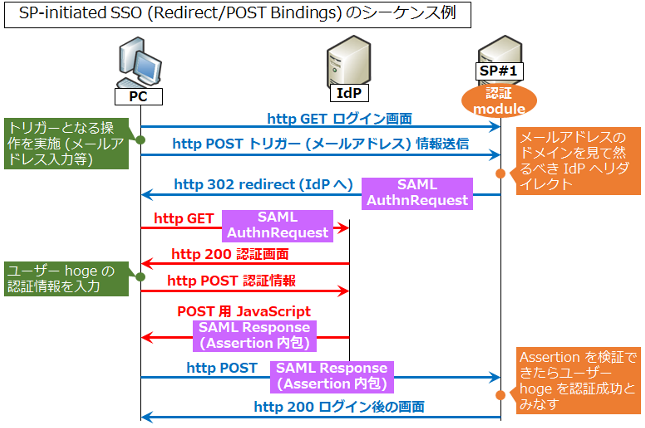 SP-initiated SSO (Redirect/POST Bindings) のシーケンス例
PC
IdP
SP#1
認証
module
http GET ログイン画面
トリガーとなる操
作を実施 (メールア
ドレス入力等)
http POST トリガー (メールアドレス) 情報送信
メールアドレスの
ドメインを見て然
るべき IdP へリダ
イレクト
http 302 redirect (IdP へ)
SAML
AuthnRequest
http GET
SAML
AuthnRequest
http 200 認証画面
ユーザー hoge の
認証情報を入力
http POST 認証情報
POST 用 JavaScript
SAML Response
(Assertion 内包)
http POST
SAML Response
(Assertion 内包)
Assertion を検証で
きたらユーザー
hoge を認証成功と
みなす
http 200 ログイン後の画面